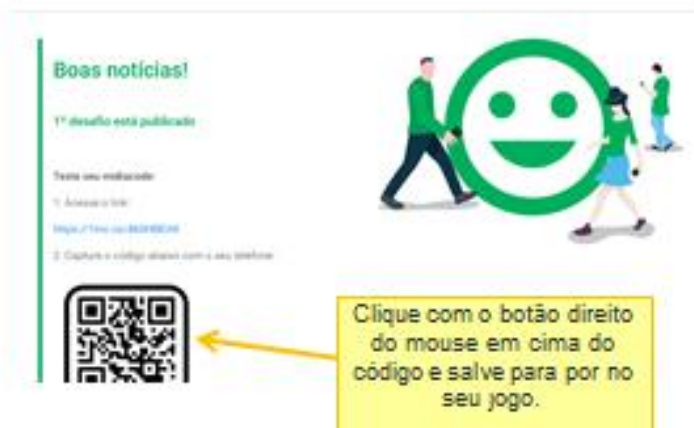 Boas notícias!
1º desafio está publicado
Teste seu
1. Acesse o link:
2. Capture o código abaixo com o seu telefone
Clique com o botão direito
do mouse em cima do
código e salve para por no
seu jogo.